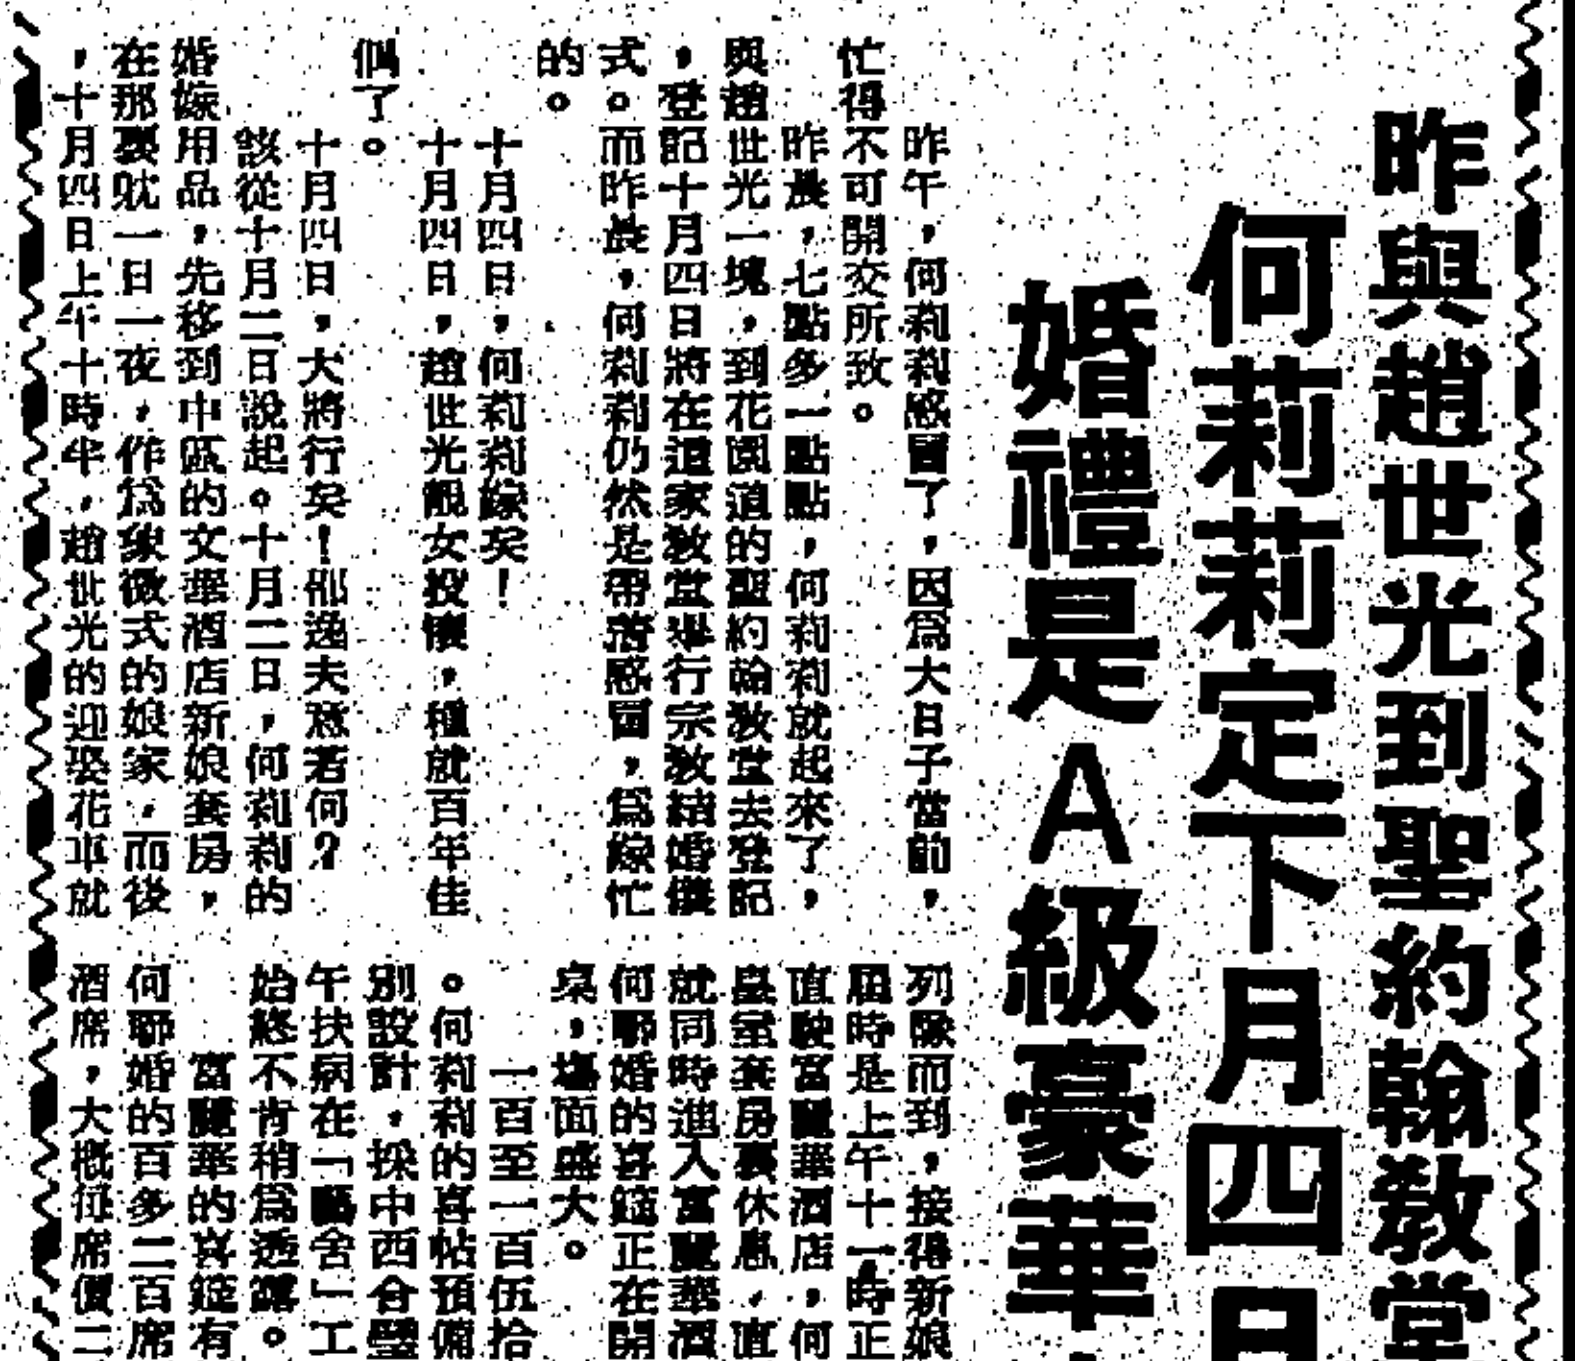 昨與趙世光到聖約翰教堂
何莉莉定下月四日
婚禮是A級豪華
昨午，何莉莉感冒了，因爲大日子當前，
忙得不可開交所致。
昨晨，七點多一點點，何莉莉就起來了，
與趙世光一塊，到花園道的聖約翰教堂去登記
，登記十月四日將在這家教堂舉行宗教結婚儀
式。而昨晨，何莉莉仍然是帶着感冒，爲嫁忙
的。
十月四日，何莉莉嫁矣！
十月四日，趙世光靚女投懷，種就百年佳
偶了。
十月四日，大將行矣！邵逸夫意若何？
該從十月二日說起。十月二日，何莉莉的
婚嫁用品，先移到中區的文華酒店新娘套房，
在那裏就一日一夜，作爲象徵式的娘家，而後
，十月四日上午十時半，趙世光的迎娶花車就
列隊而到，接得新娘
屆時是上午十一時正
直駛富麗華酒店，何
皇室套房裏休息，直
就同時進入富麗華酒
何聯婚的喜筵正在開
桌，場面盛大。
一百至一百伍拾
。何莉莉的喜帖預備
別設計，採中西合璧
午扶病在「藝舍」工
始終不肯稍爲透露。
富麗華的喜筵有
何聯婚的百多二百席
酒席，大概每席價二